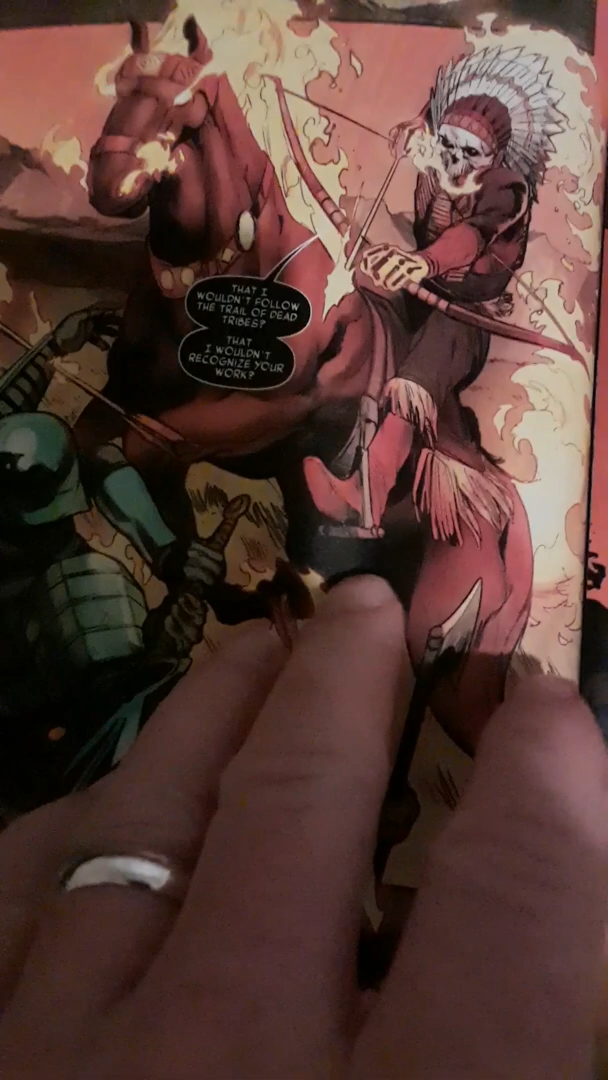 THAT I
WOULDN'T FOLLOW
THE TRAIL OF DEAD
TRIBES?
THAT
I WOULDN'T
RECOGNIZE YOUR
WORK?